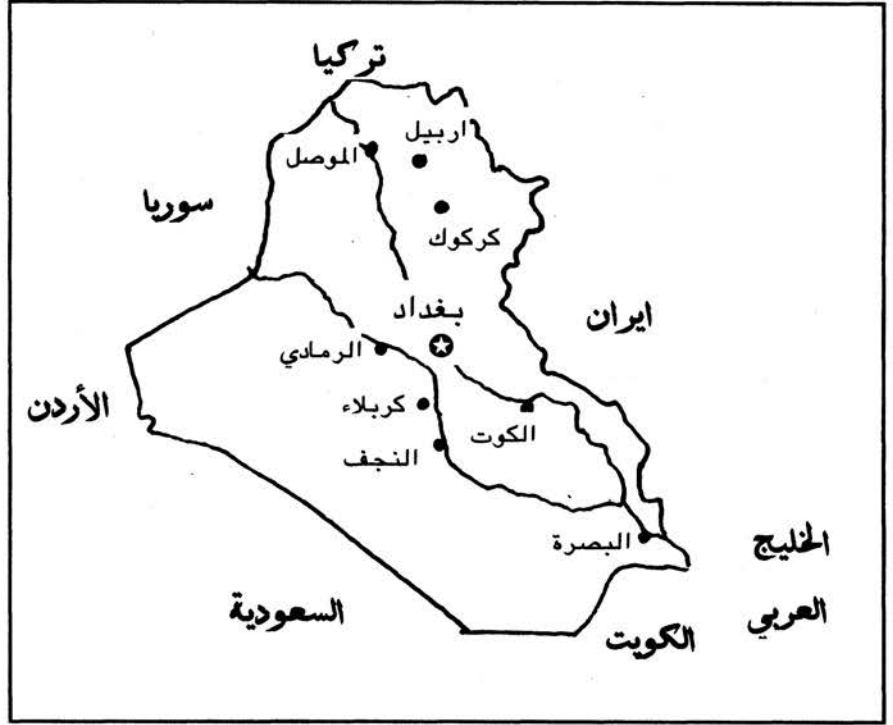 تركيا
اربيل
الموصل
سوريا
كركوك
بغداد
ايران
الرمادي
الأردن
كربلاء
الكوت
النجف
البصرة
الخليج
العربي
السعودية
الكويت